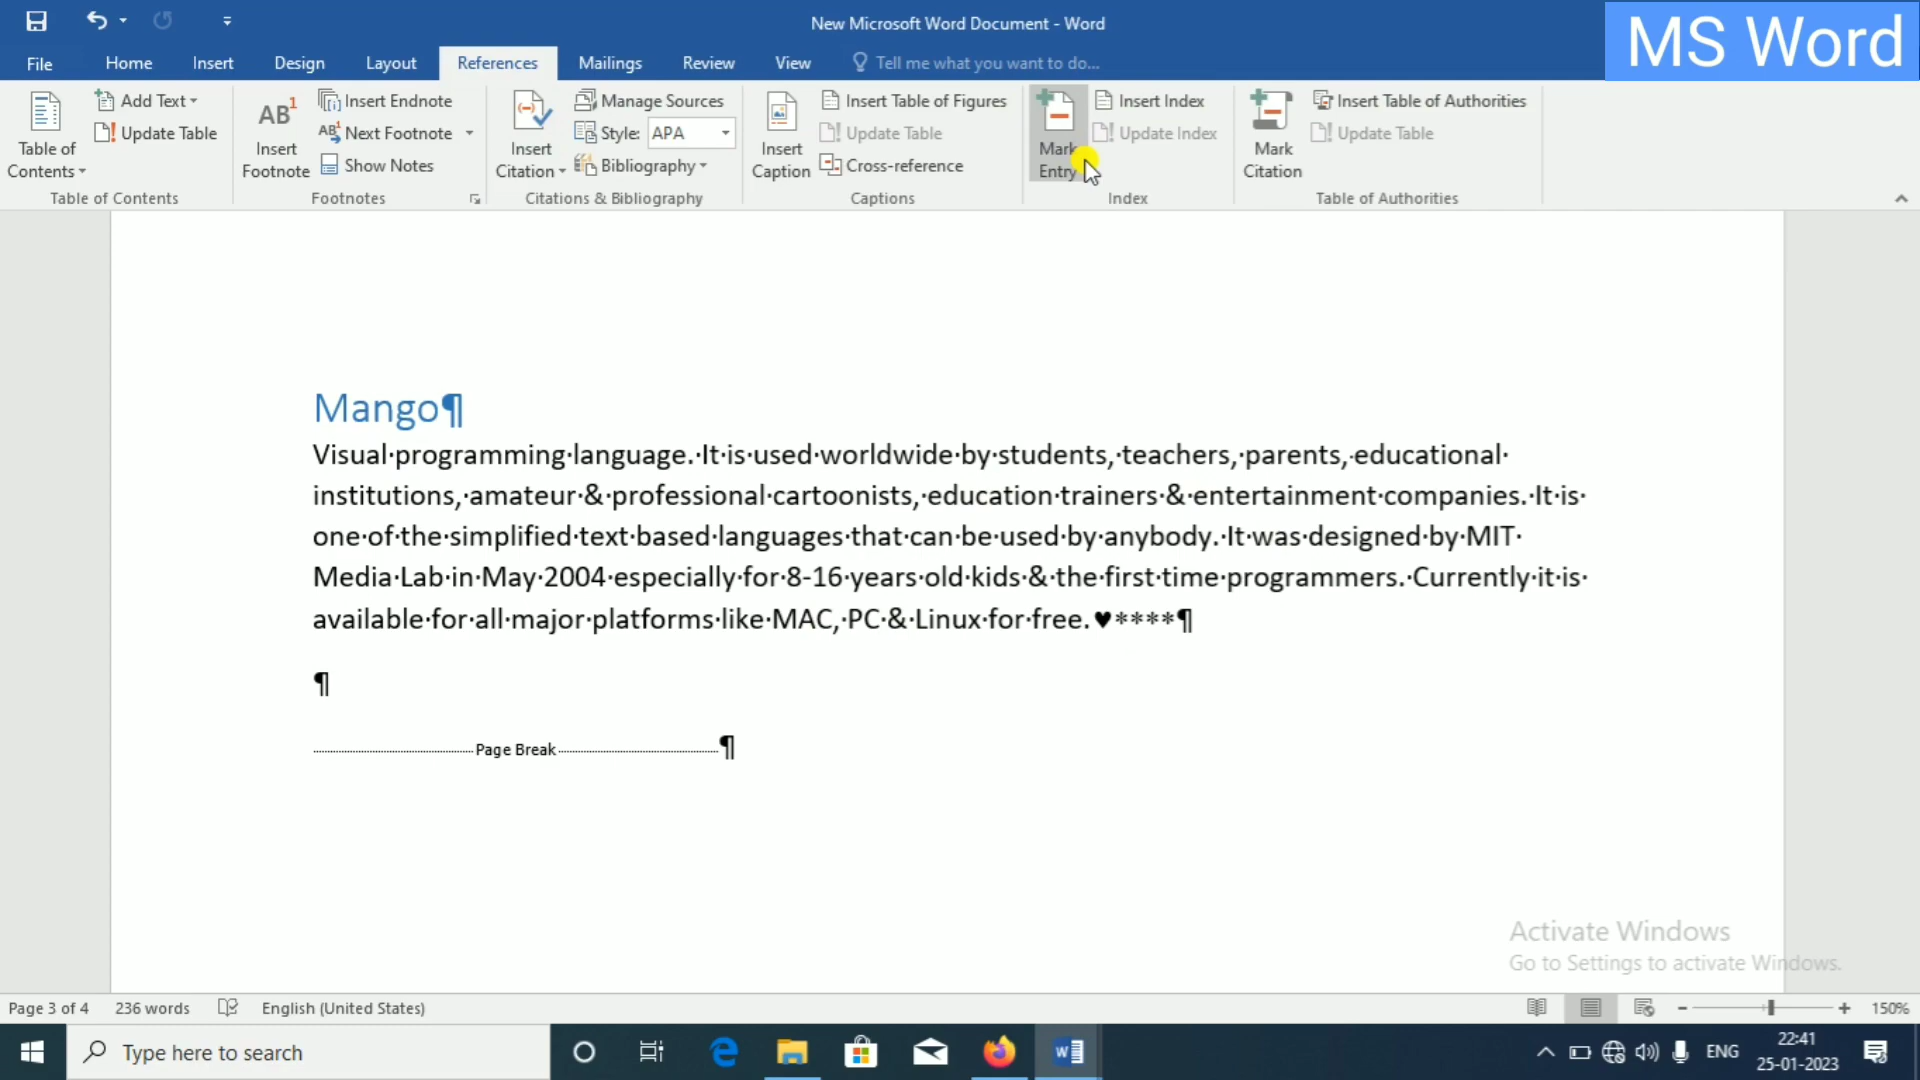 New Microsoft Word Document - Word
MS Word
File Home Insert Design Layout References Mailings Review View Tell me what you want to do...
Table of Contents
Add Text
Update Table
Table of Contents
AB1
Insert Footnote
Insert Endnote
Next Footnote
Show Notes
Footnotes
Insert Citation
Manage Sources
Style: APA
Bibliography
Citations & Bibliography
Insert Caption
Insert Table of Figures
Update Table
Cross-reference
Captions
Mark Entry
Insert Index
Update Index
Index
Mark Citation
Insert Table of Authorities
Update Table
Table of Authorities
Mango¶
Visual·programming·language.·It·is·used·worldwide·by·students,·teachers,·parents,·educational·
institutions,·amateur·&·professional·cartoonists,·education·trainers·&·entertainment·companies.·It·is·
one·of·the·simplified·text·based·languages·that·can·be·used·by·anybody.·It·was·designed·by·MIT·
Media·Lab·in·May·2004·especially·for·8-16·years·old·kids·&·the·first·time·programmers.·Currently·it·is·
available·for·all·major·platforms·like·MAC,·PC·&·Linux·for·free.♥****¶
¶
Page Break¶
Activate Windows
Go to Settings to activate Windows.
Page 3 of 4 236 words English (United States) 150%
Type here to search
ENG
22:41
25-01-2023